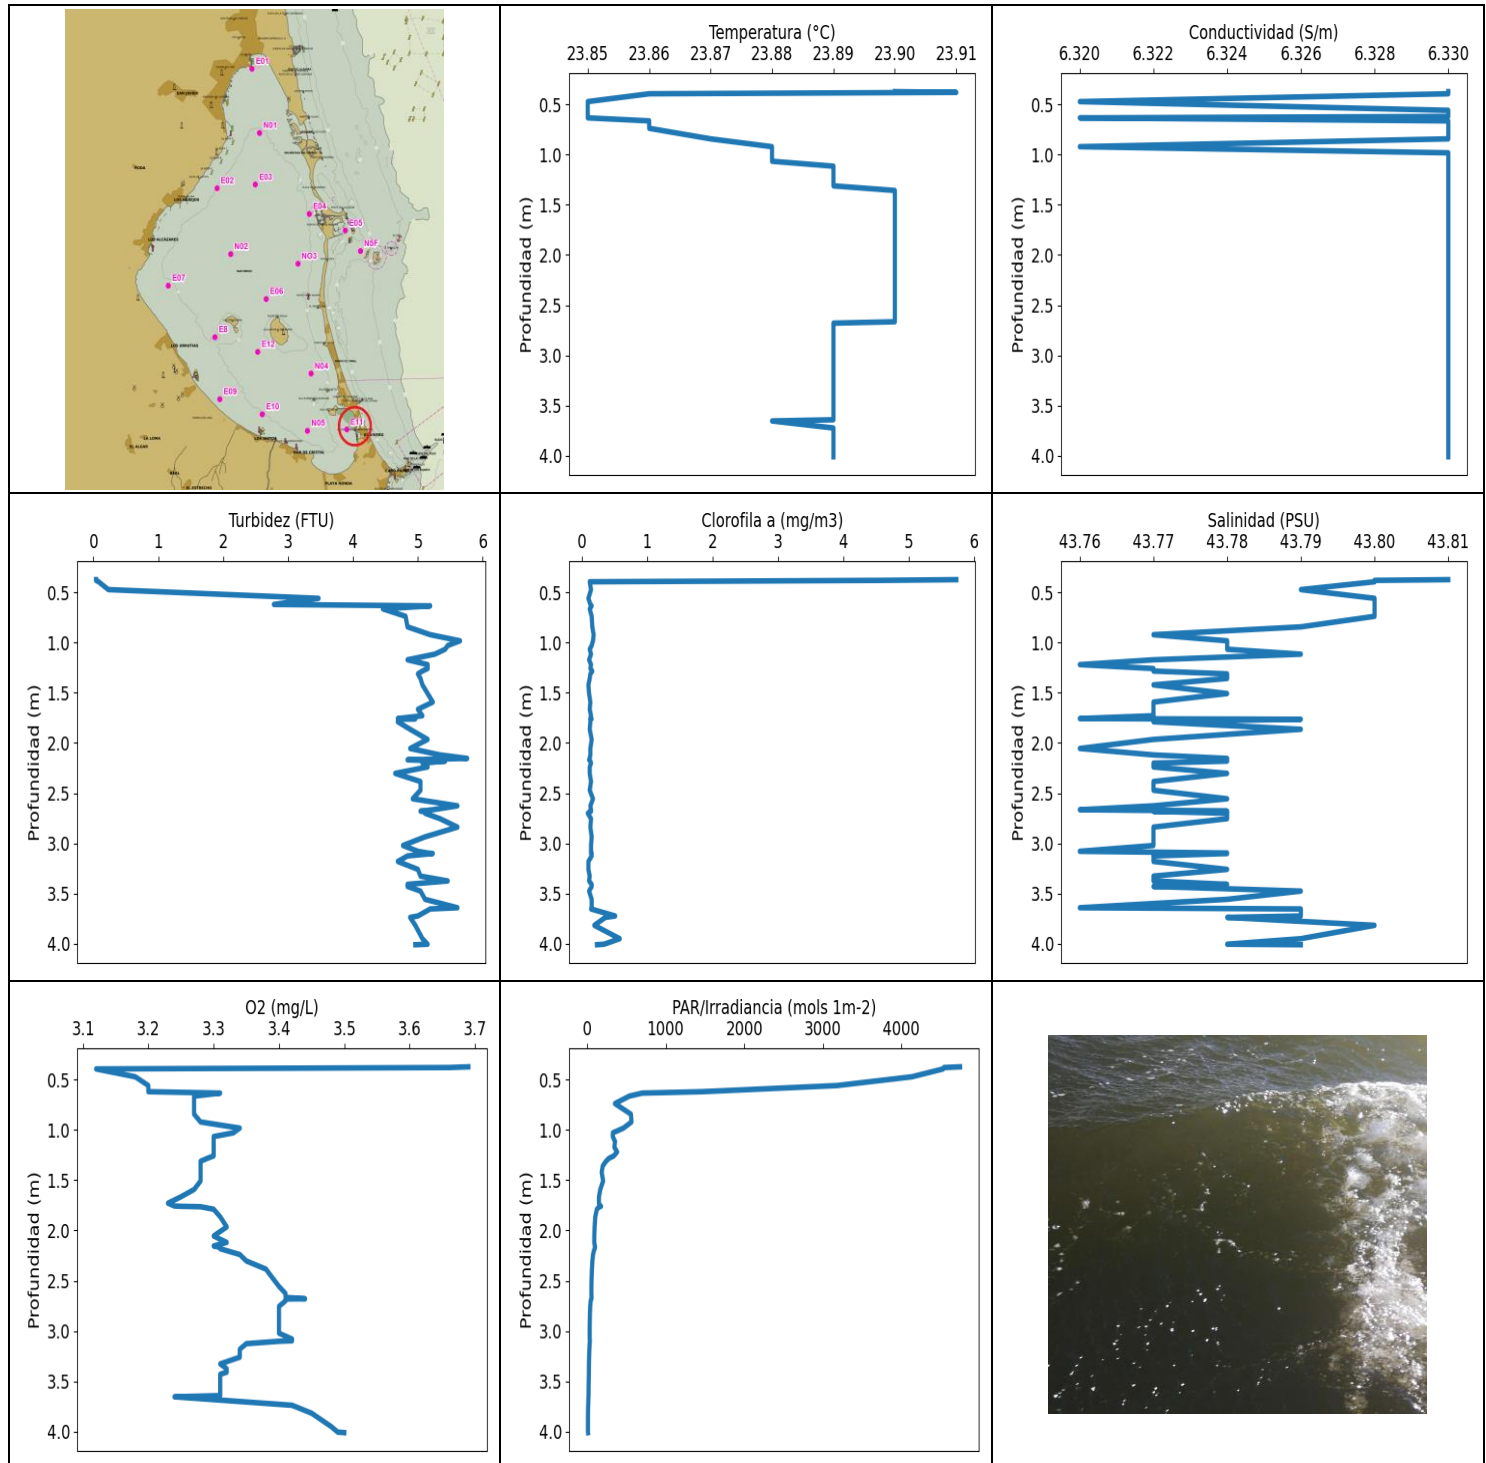 E01
N01
E02
E03
E04
E05
N5F
N02
NO3
E07
E06
E8
E12
N04
E09
E10
N05
E11
Temperatura (°C)
23.85 23.86 23.87 23.88 23.89 23.90 23.91
Profundidad (m)
0.5
1.0
1.5
2.0
2.5
3.0
3.5
4.0
Conductividad (S/m)
6.320 6.322 6.324 6.326 6.328 6.330
Profundidad (m)
0.5
1.0
1.5
2.0
2.5
3.0
3.5
4.0
Turbidez (FTU)
0 1 2 3 4 5 6
Profundidad (m)
0.5
1.0
1.5
2.0
2.5
3.0
3.5
4.0
Clorofila a (mg/m3)
0 1 2 3 4 5 6
Profundidad (m)
0.5
1.0
1.5
2.0
2.5
3.0
3.5
4.0
Salinidad (PSU)
43.76 43.77 43.78 43.79 43.80 43.81
Profundidad (m)
0.5
1.0
1.5
2.0
2.5
3.0
3.5
4.0
O2 (mg/L)
3.1 3.2 3.3 3.4 3.5 3.6 3.7
Profundidad (m)
0.5
1.0
1.5
2.0
2.5
3.0
3.5
4.0
PAR/Irradiancia (mols 1m-2)
0 1000 2000 3000 4000
Profundidad (m)
0.5
1.0
1.5
2.0
2.5
3.0
3.5
4.0